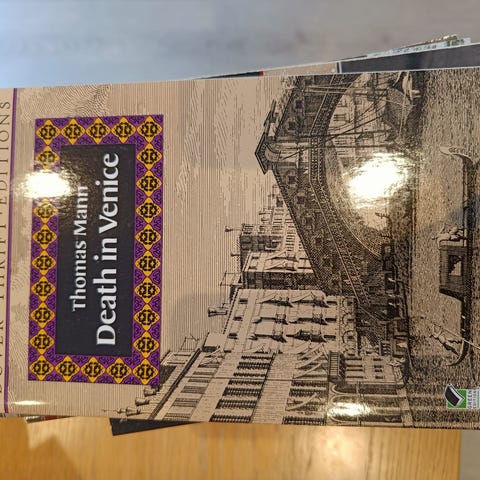 DOVER · THRIFT · EDITIONS
Thomas Mann
Death in Venice